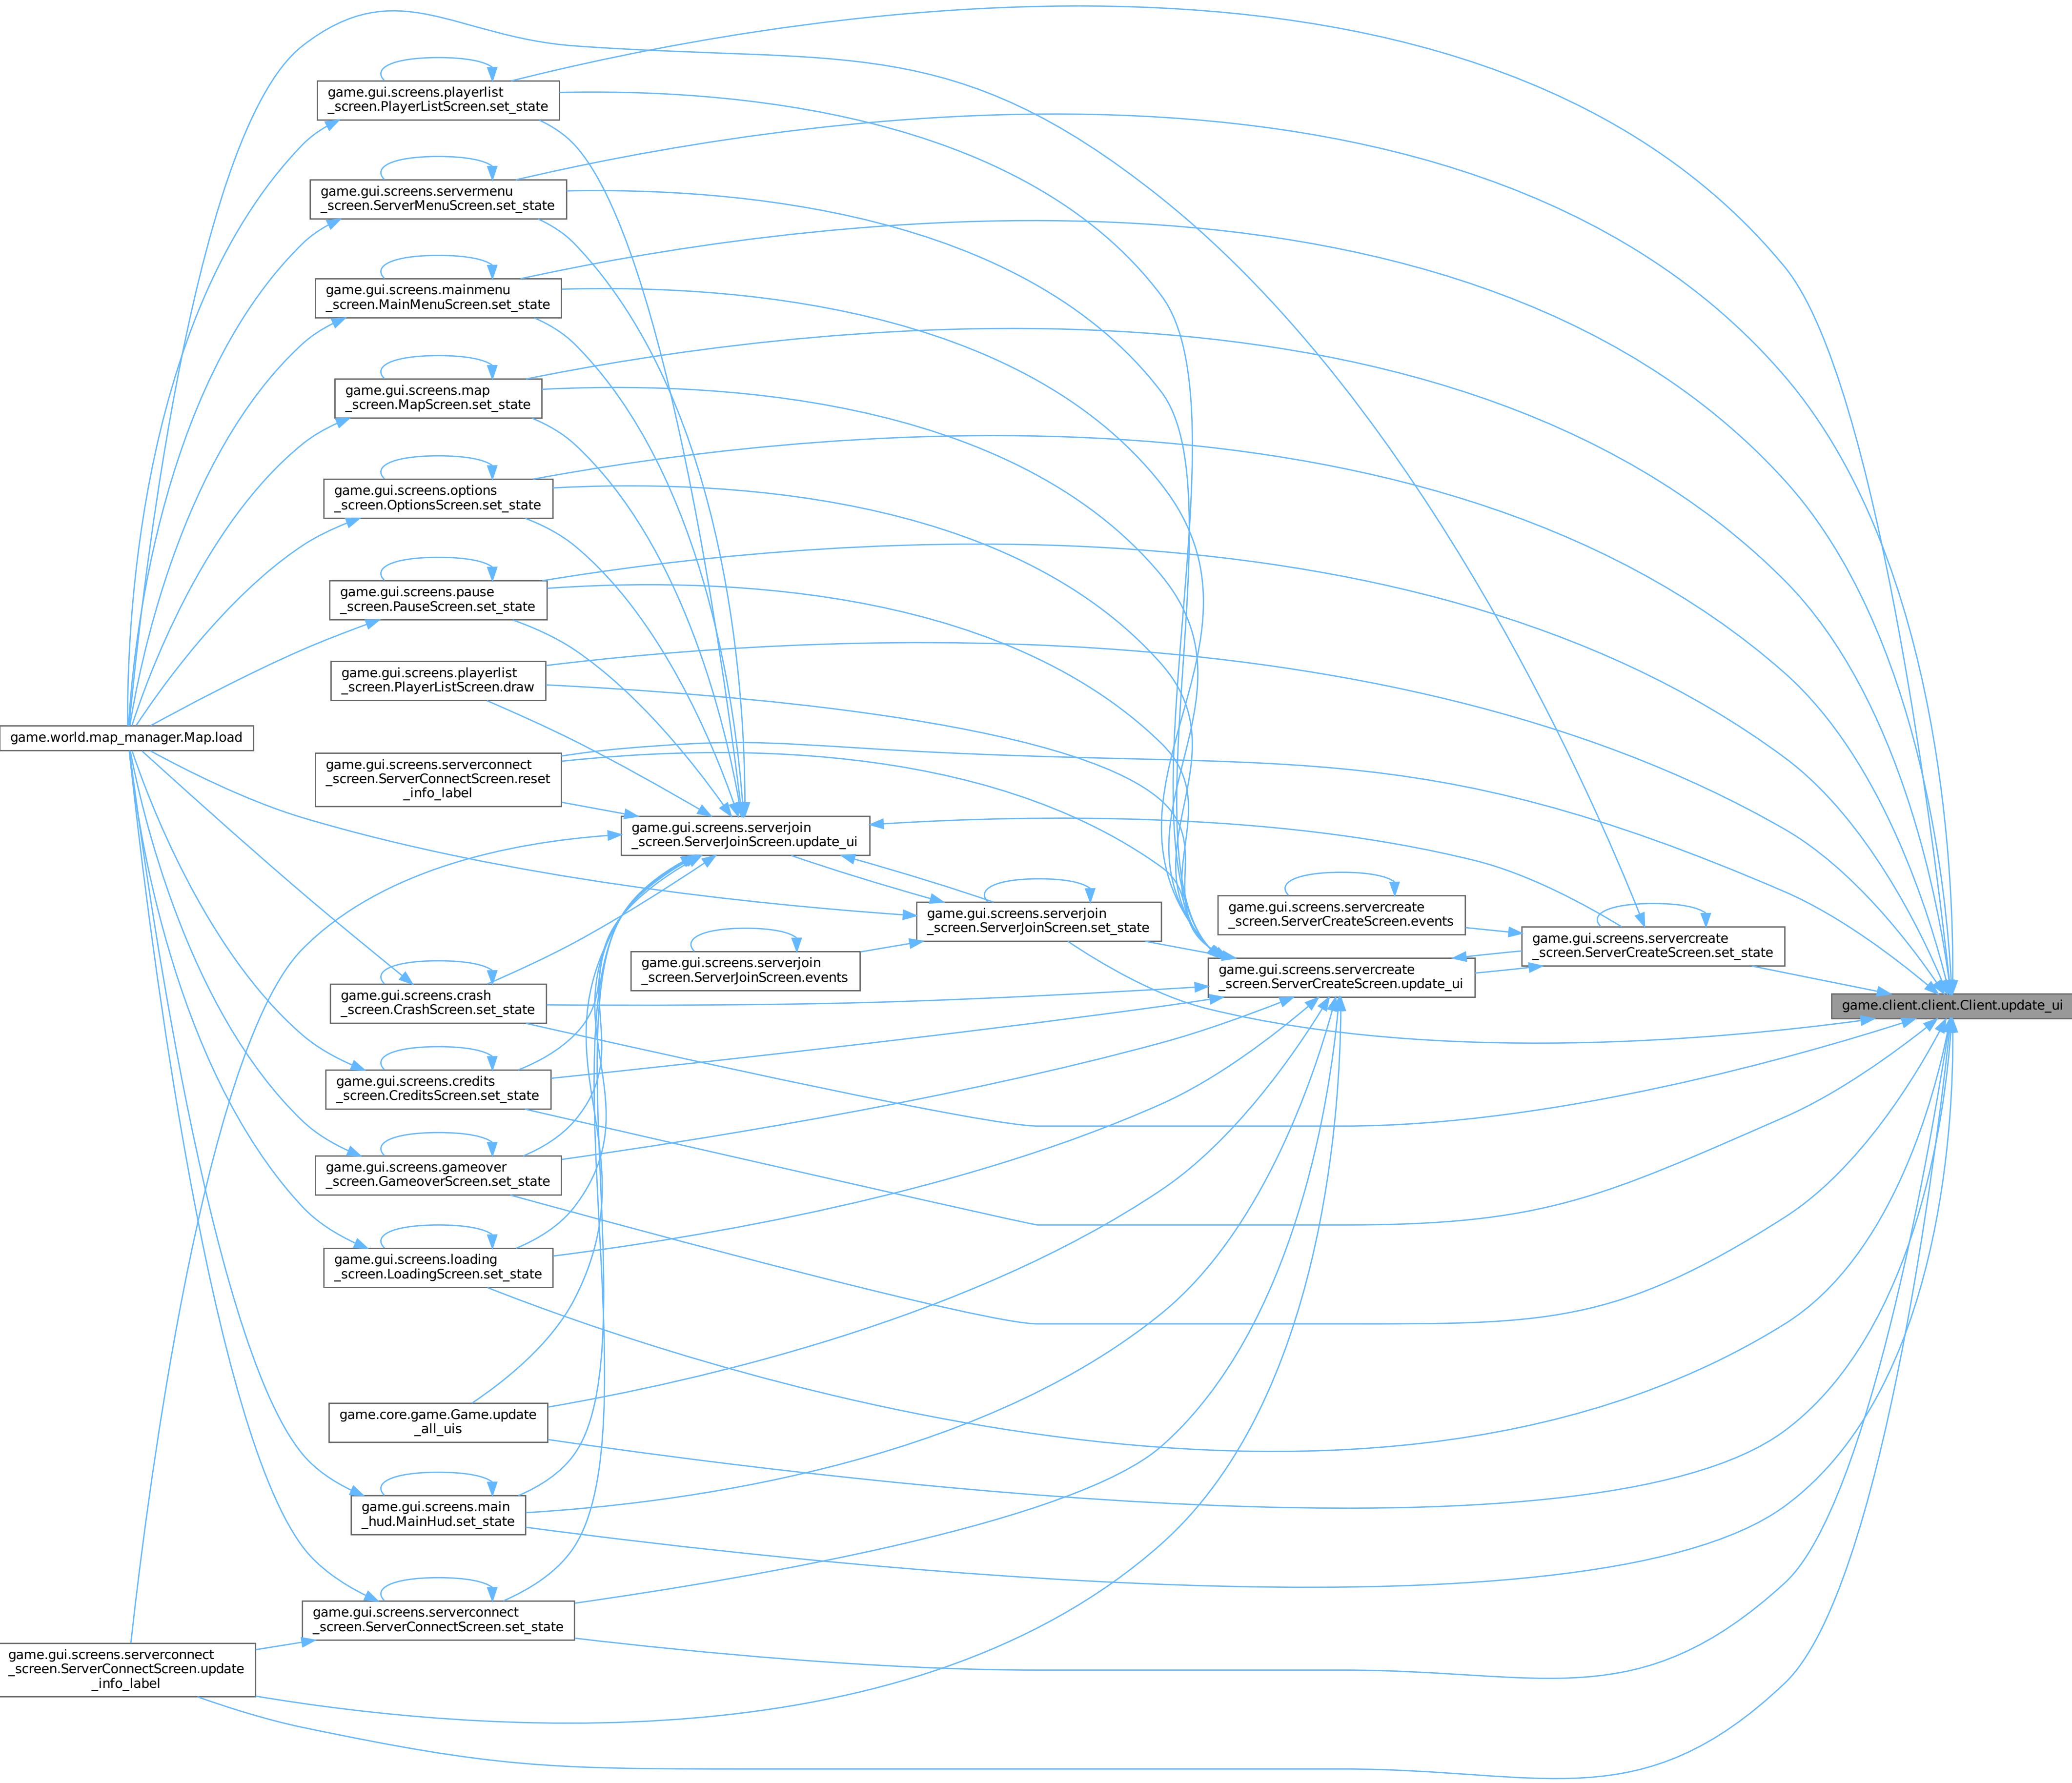 game.gui.screens.playerlist
_screen.PlayerListScreen.set_state
game.gui.screens.servermenu
_screen.ServerMenuScreen.set_state
game.gui.screens.mainmenu
_screen.MainMenuScreen.set_state
game.gui.screens.map
_screen.MapScreen.set_state
game.gui.screens.options
_screen.OptionsScreen.set_state
game.gui.screens.pause
_screen.PauseScreen.set_state
game.gui.screens.playerlist
_screen.PlayerListScreen.draw
game.world.map_manager.Map.load
game.gui.screens.serverconnect
_screen.ServerConnectScreen.reset
_info_label
game.gui.screens.serverjoin
_screen.ServerJoinScreen.update_ui
game.gui.screens.serverjoin
_screen.ServerJoinScreen.set_state
game.gui.screens.servercreate
_screen.ServerCreateScreen.events
game.gui.screens.servercreate
_screen.ServerCreateScreen.set_state
game.gui.screens.serverjoin
_screen.ServerJoinScreen.events
game.gui.screens.servercreate
_screen.ServerCreateScreen.update_ui
game.client.client.Client.update_ui
game.gui.screens.crash
_screen.CrashScreen.set_state
game.gui.screens.credits
_screen.CreditsScreen.set_state
game.gui.screens.gameover
_screen.GameoverScreen.set_state
game.gui.screens.loading
_screen.LoadingScreen.set_state
game.core.game.Game.update
_all_uis
game.gui.screens.main
_hud.MainHud.set_state
game.gui.screens.serverconnect
_screen.ServerConnectScreen.set_state
game.gui.screens.serverconnect
_screen.ServerConnectScreen.update
_info_label